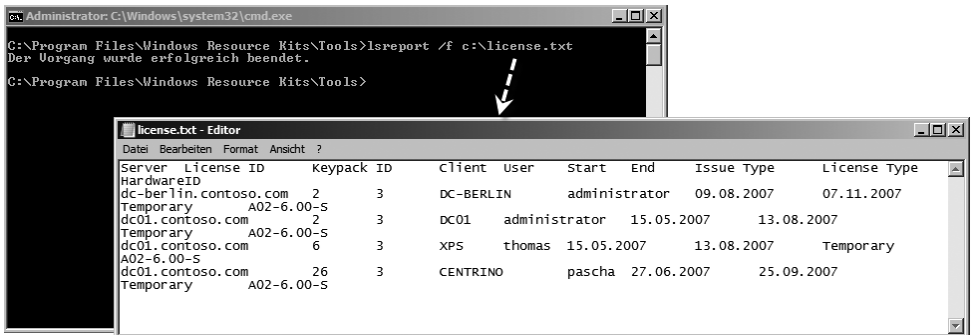 Administrator: C:\Windows\system32\cmd.exe
C:\Program Files\Windows Resource Kits\Tools>lsreport /f c:\license.txt
Der Vorgang wurde erfolgreich beendet.
C:\Program Files\Windows Resource Kits\Tools>
license.txt - Editor
Datei Bearbeiten Format Ansicht ?
Server License ID Keypack ID Client User Start End Issue Type License Type
HardwareID
dc-berlin.contoso.com 2 3 DC-BERLIN administrator 09.08.2007 07.11.2007
Temporary A02-6.00-S
dc01.contoso.com 2 3 DC01 administrator 15.05.2007 13.08.2007
Temporary A02-6.00-S
dc01.contoso.com 6 3 XPS thomas 15.05.2007 13.08.2007 Temporary
A02-6.00-S
dc01.contoso.com 26 3 CENTRINO pascha 27.06.2007 25.09.2007
Temporary A02-6.00-S